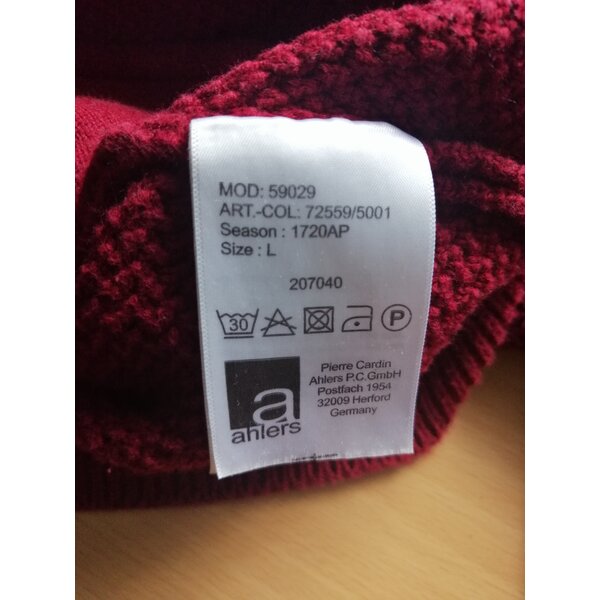 MOD: 59029
ART.-COL: 72559/5001
Season : 1720AP
Size : L
207040
30
P
Pierre Cardin
Ahlers P.C.GmbH
Postfach 1954
32009 Herford
Germany
a
ahlers